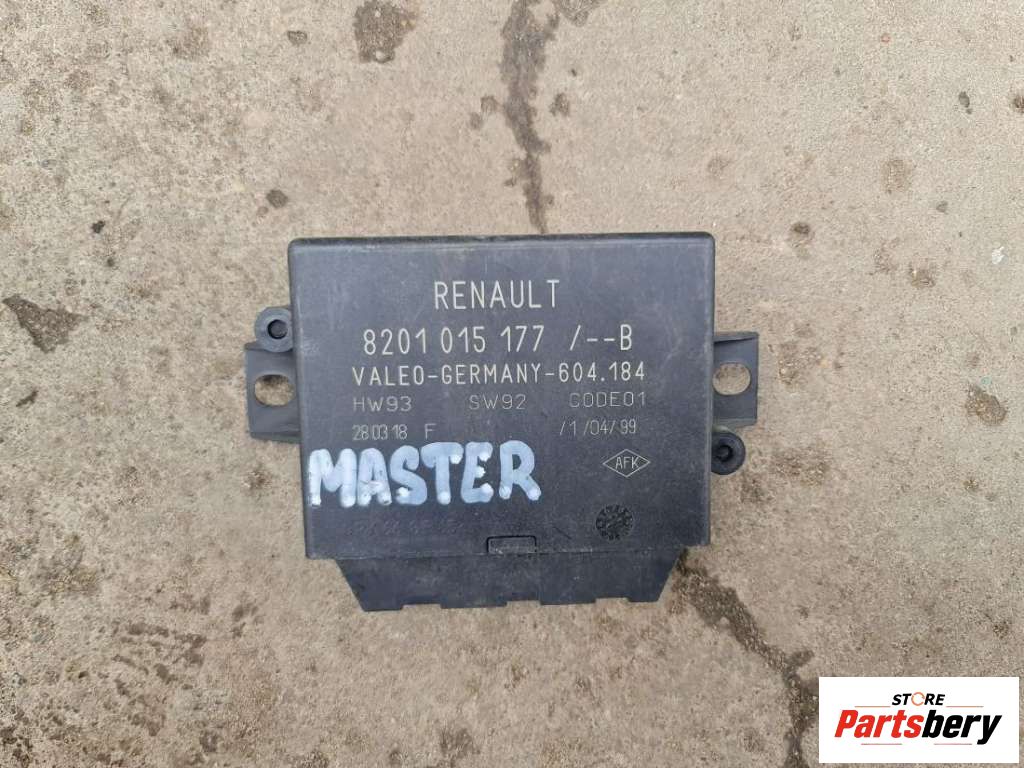 RENAULT
8201 015 177 /--B
VALEO-GERMANY-604.184
HW93 SW92 CODE01
280318 F /1/04/99
MASTER
AFK
STORE
Partsbery